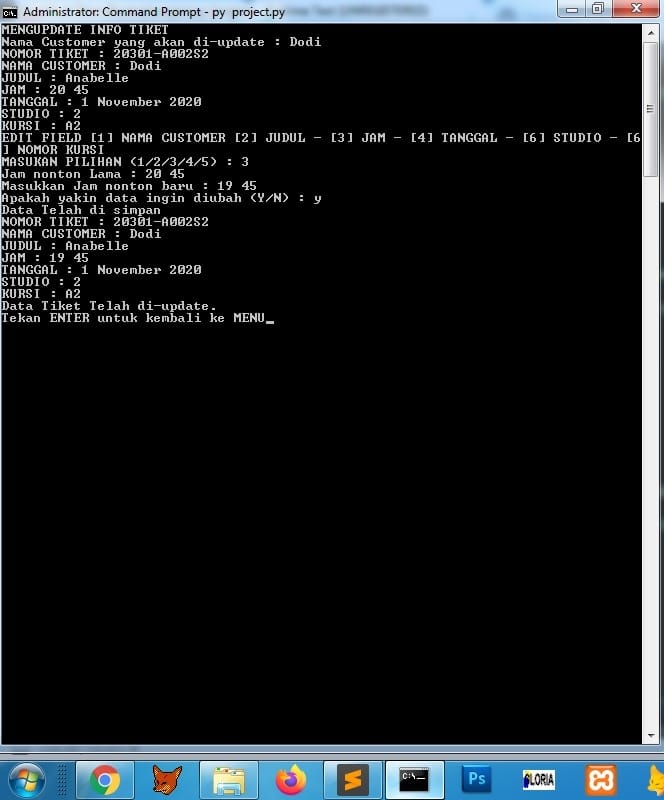 Administrator: Command Prompt - py  project.py
MENGUPDATE INFO TIKET
Nama Customer yang akan di-update : Dodi
NOMOR TIKET : 20301-A002S2
NAMA CUSTOMER : Dodi
JUDUL : Anabelle
JAM : 20 45
TANGGAL : 1 November 2020
STUDIO : 2
KURSI : A2
EDIT FIELD [1] NAMA CUSTOMER [2] JUDUL - [3] JAM - [4] TANGGAL - [6] STUDIO - [6
] NOMOR KURSI
MASUKAN PILIHAN (1/2/3/4/5) : 3
Jam nonton Lama : 20 45
Masukkan Jam nonton baru : 19 45
Apakah yakin data ingin diubah (Y/N) : y
Data Telah di simpan
NOMOR TIKET : 20301-A002S2
NAMA CUSTOMER : Dodi
JUDUL : Anabelle
JAM : 19 45
TANGGAL : 1 November 2020
STUDIO : 2
KURSI : A2
Data Tiket Telah di-update.
Tekan ENTER untuk kembali ke MENU_
C:\_
Ps
GLORIA